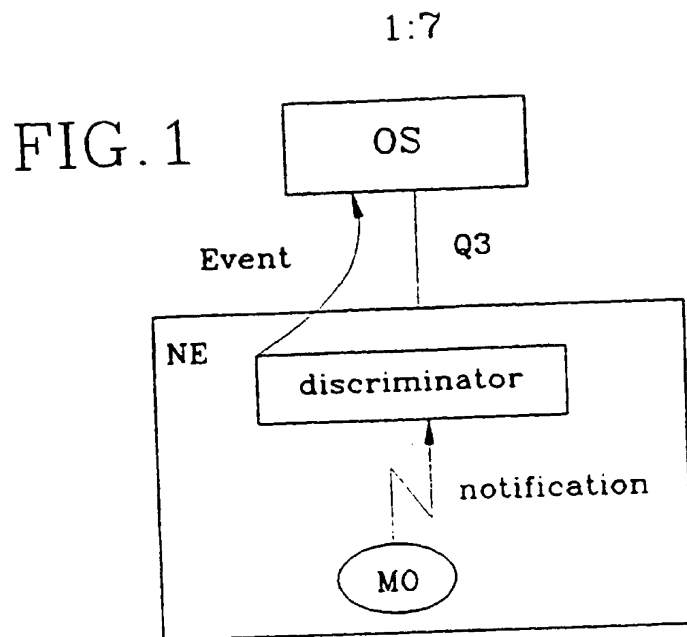 1:7
FIG. 1
OS
Event
Q3
NE
discriminator
notification
MO